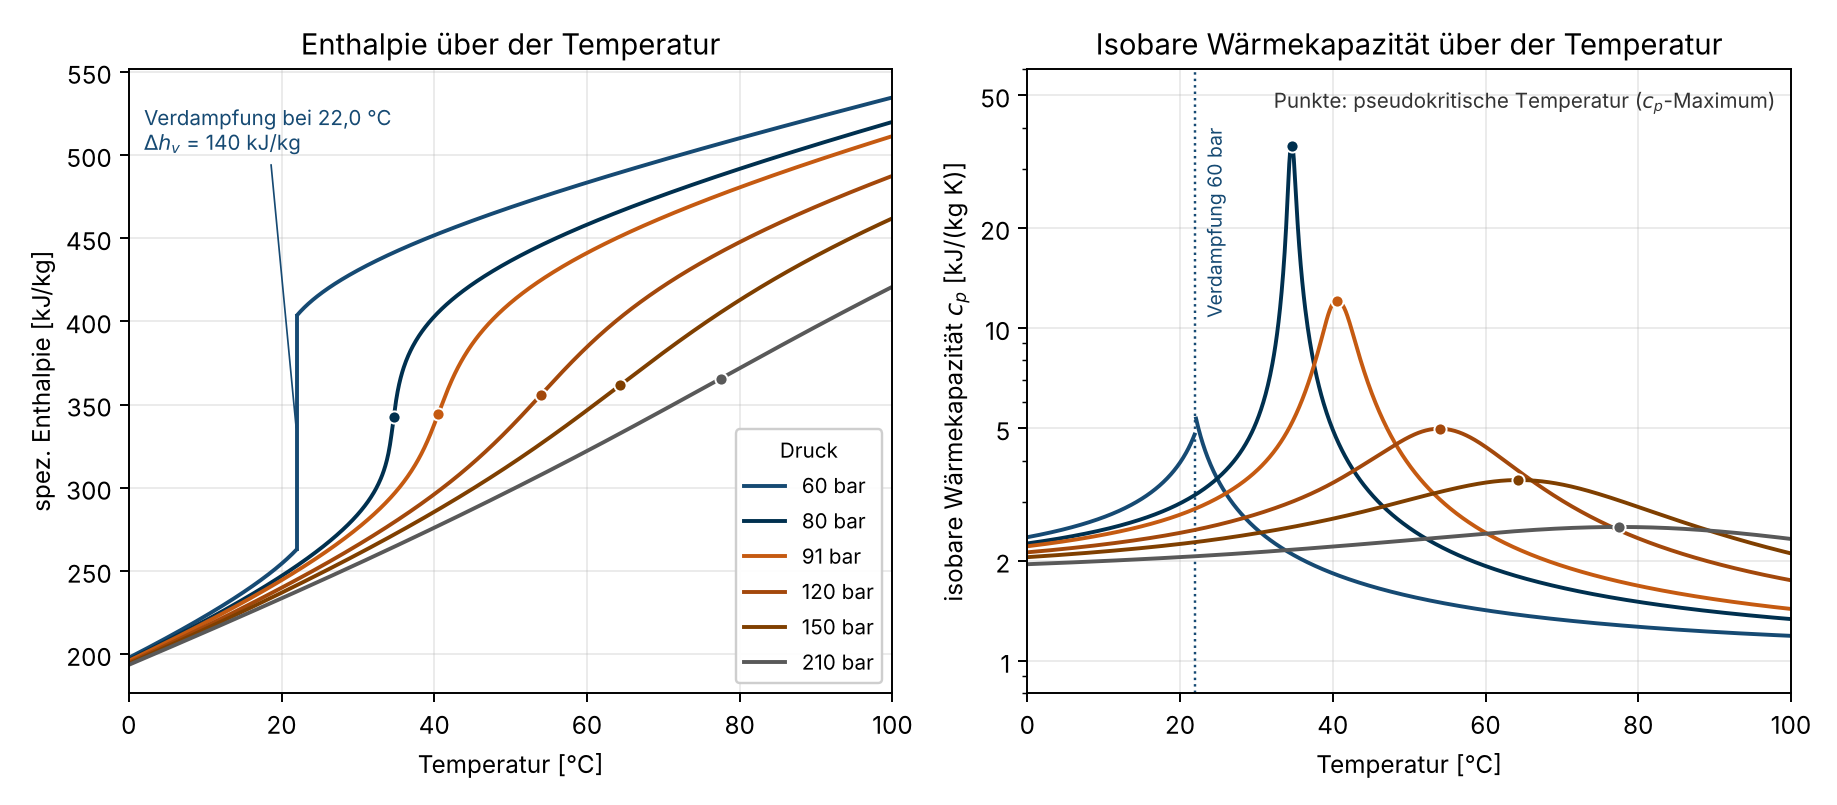 Enthalpie über der Temperatur
550
500
450
400
350
300
250
200
spez. Enthalpie [kJ/kg]
Verdampfung bei 22,0 °C
Δhᵥ = 140 kJ/kg
Druck
60 bar
80 bar
91 bar
120 bar
150 bar
210 bar
0 20 40 60 80 100
Temperatur [°C]
Isobare Wärmekapazität über der Temperatur
50
20
10
5
2
1
isobare Wärmekapazität cₚ [kJ/(kg K)]
Punkte: pseudokritische Temperatur (cₚ-Maximum)
Verdampfung 60 bar
0 20 40 60 80 100
Temperatur [°C]